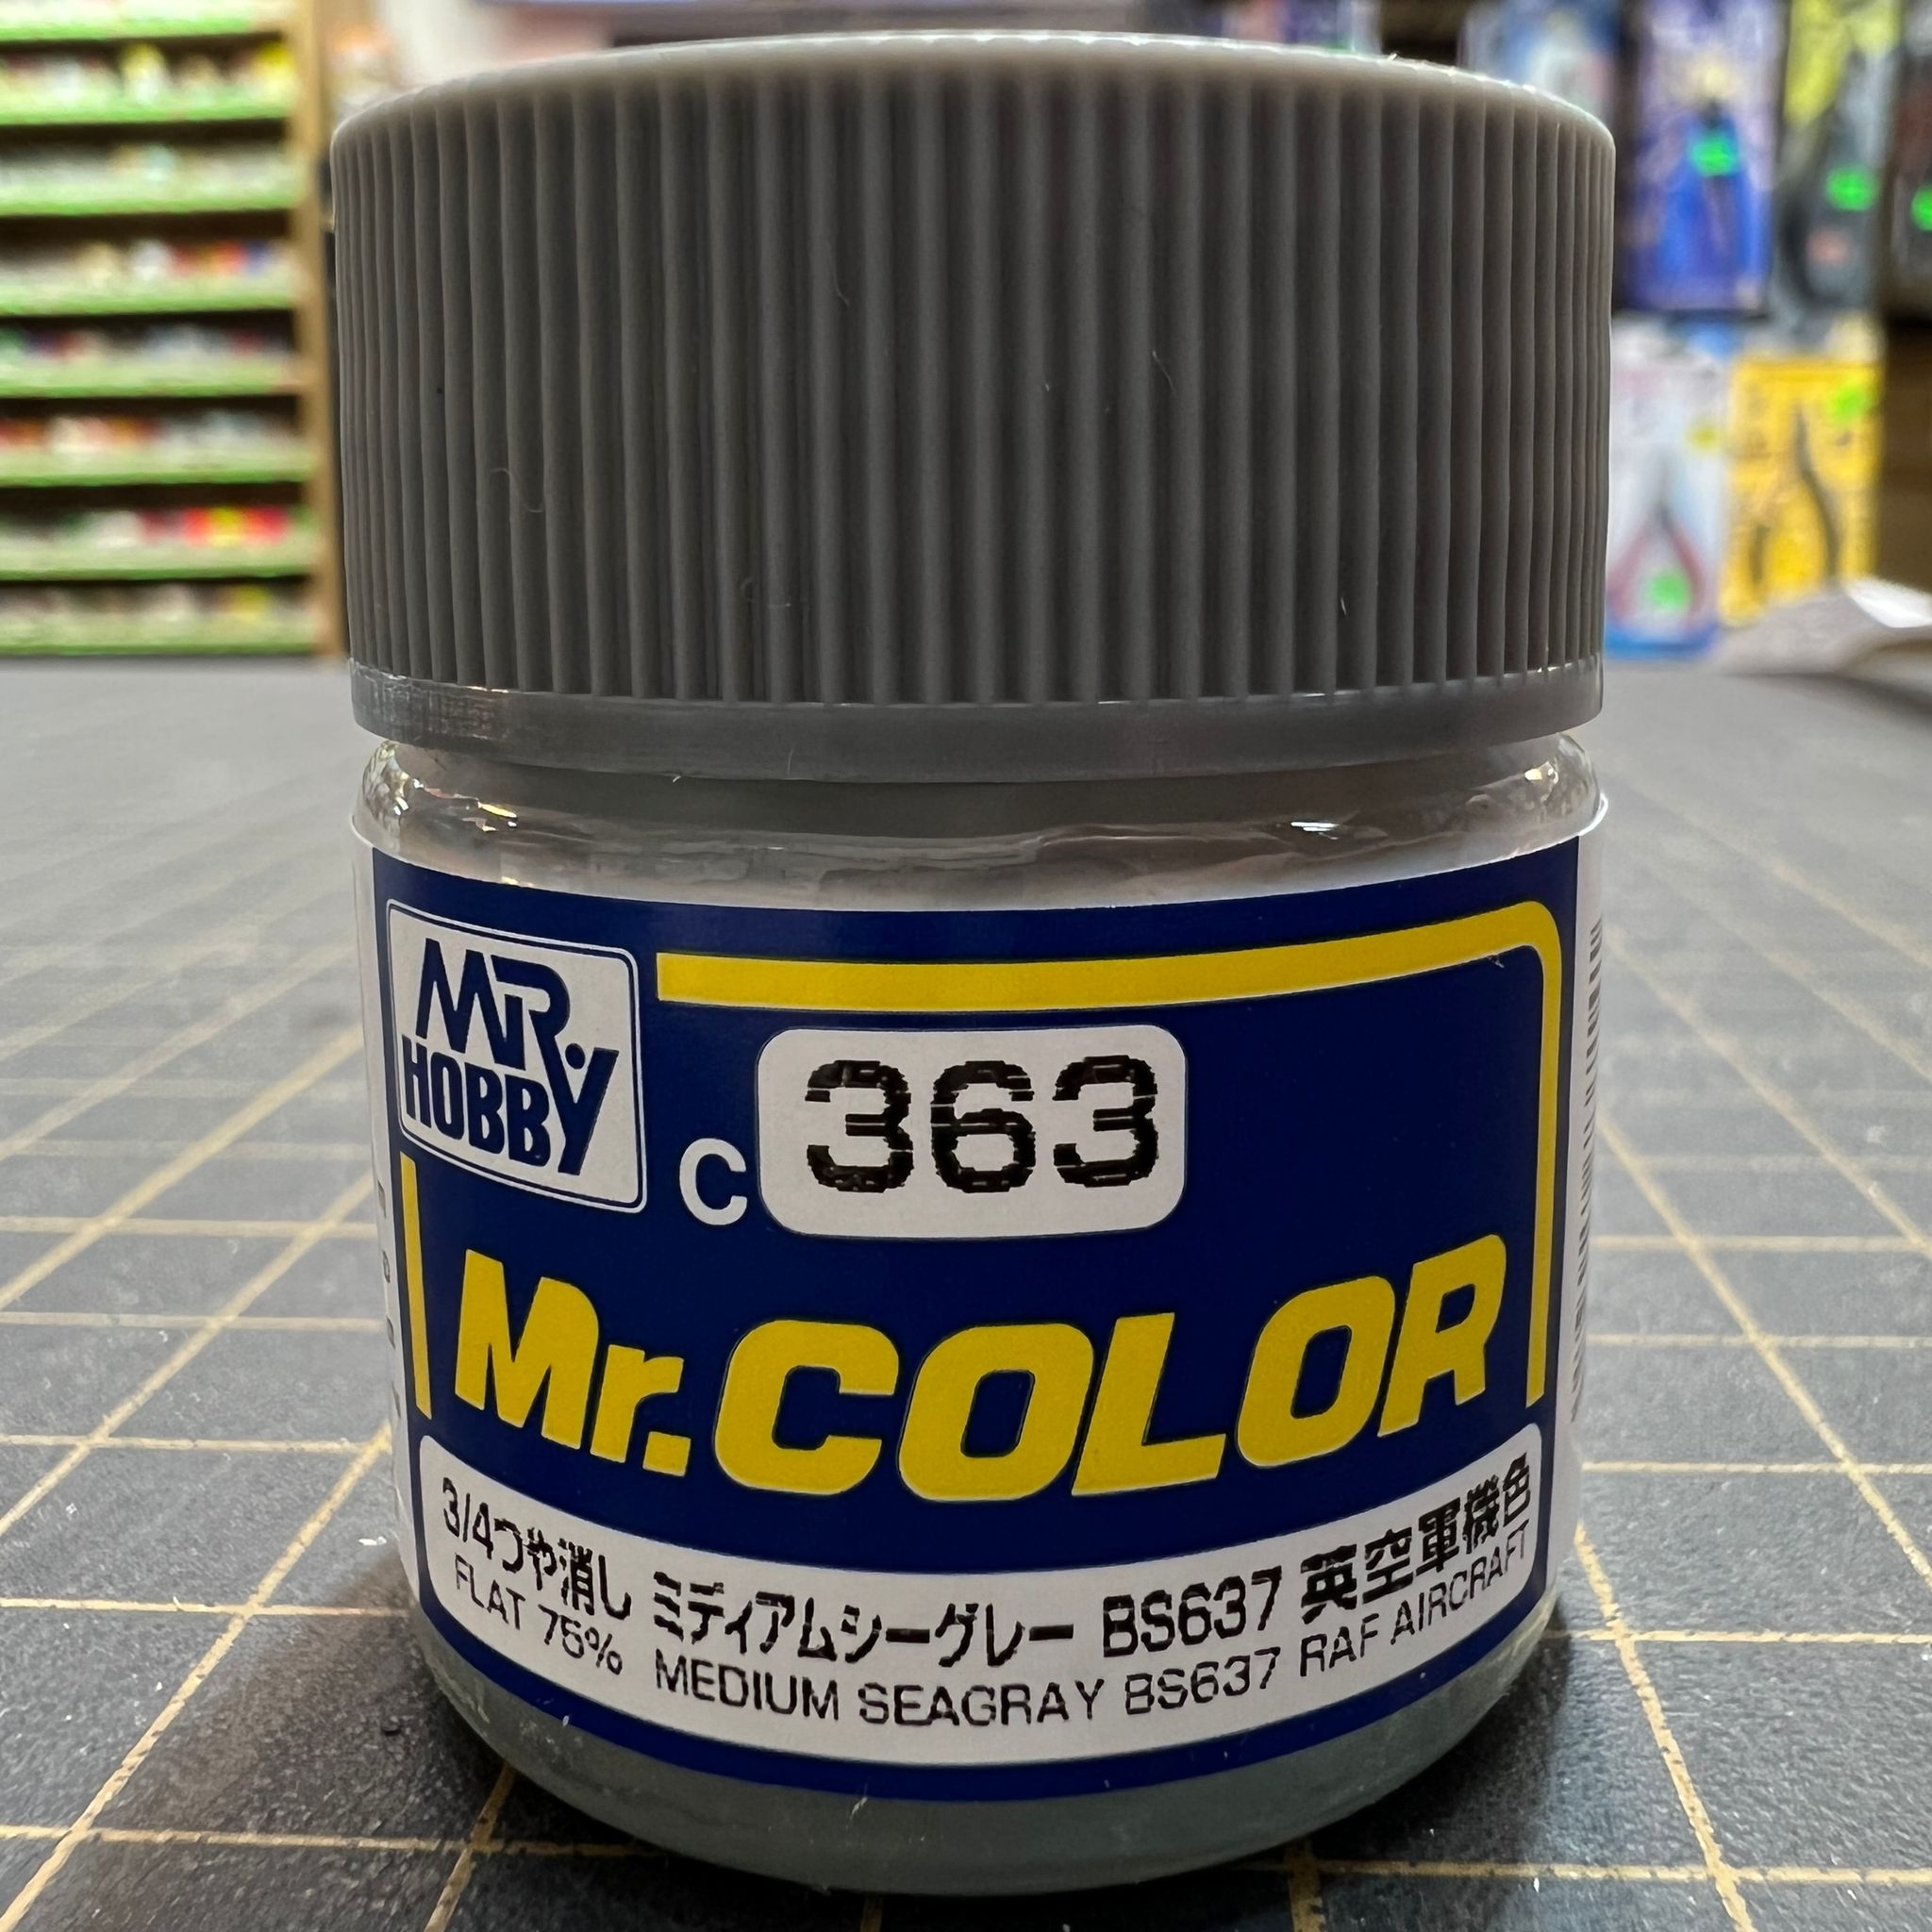 MR.
HOBBY
C 363
Mr.COLOR
3/4つや消し ミディアムシーグレー BS637 英空軍機色
FLAT 75% MEDIUM SEAGRAY BS637 RAF AIRCRAFT